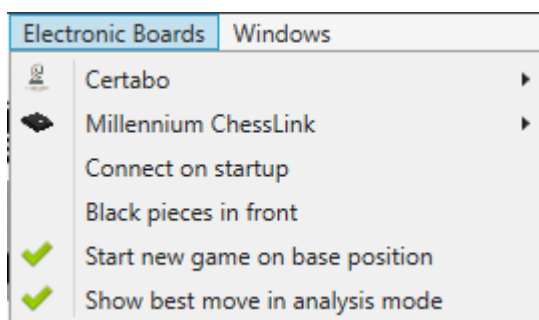 Electronic Boards Windows
Certabo
Millennium ChessLink
Connect on startup
Black pieces in front
Start new game on base position
Show best move in analysis mode